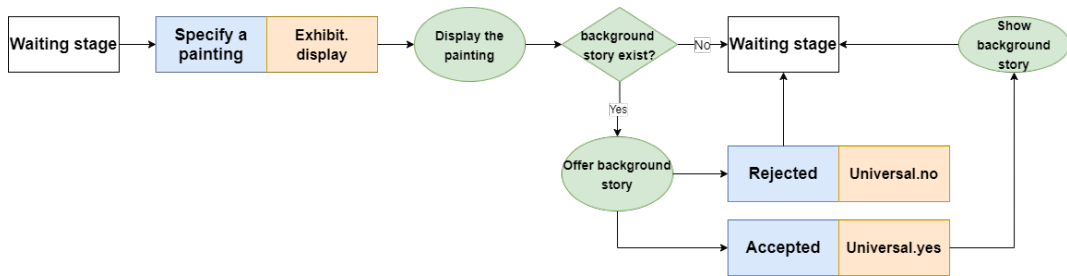 Waiting stage
Specify a
painting
Exhibit.
display
Display the
painting
background
story exist?
No
Waiting stage
Show
background
story
Yes
Offer background
story
Rejected
Universal.no
Accepted
Universal.yes